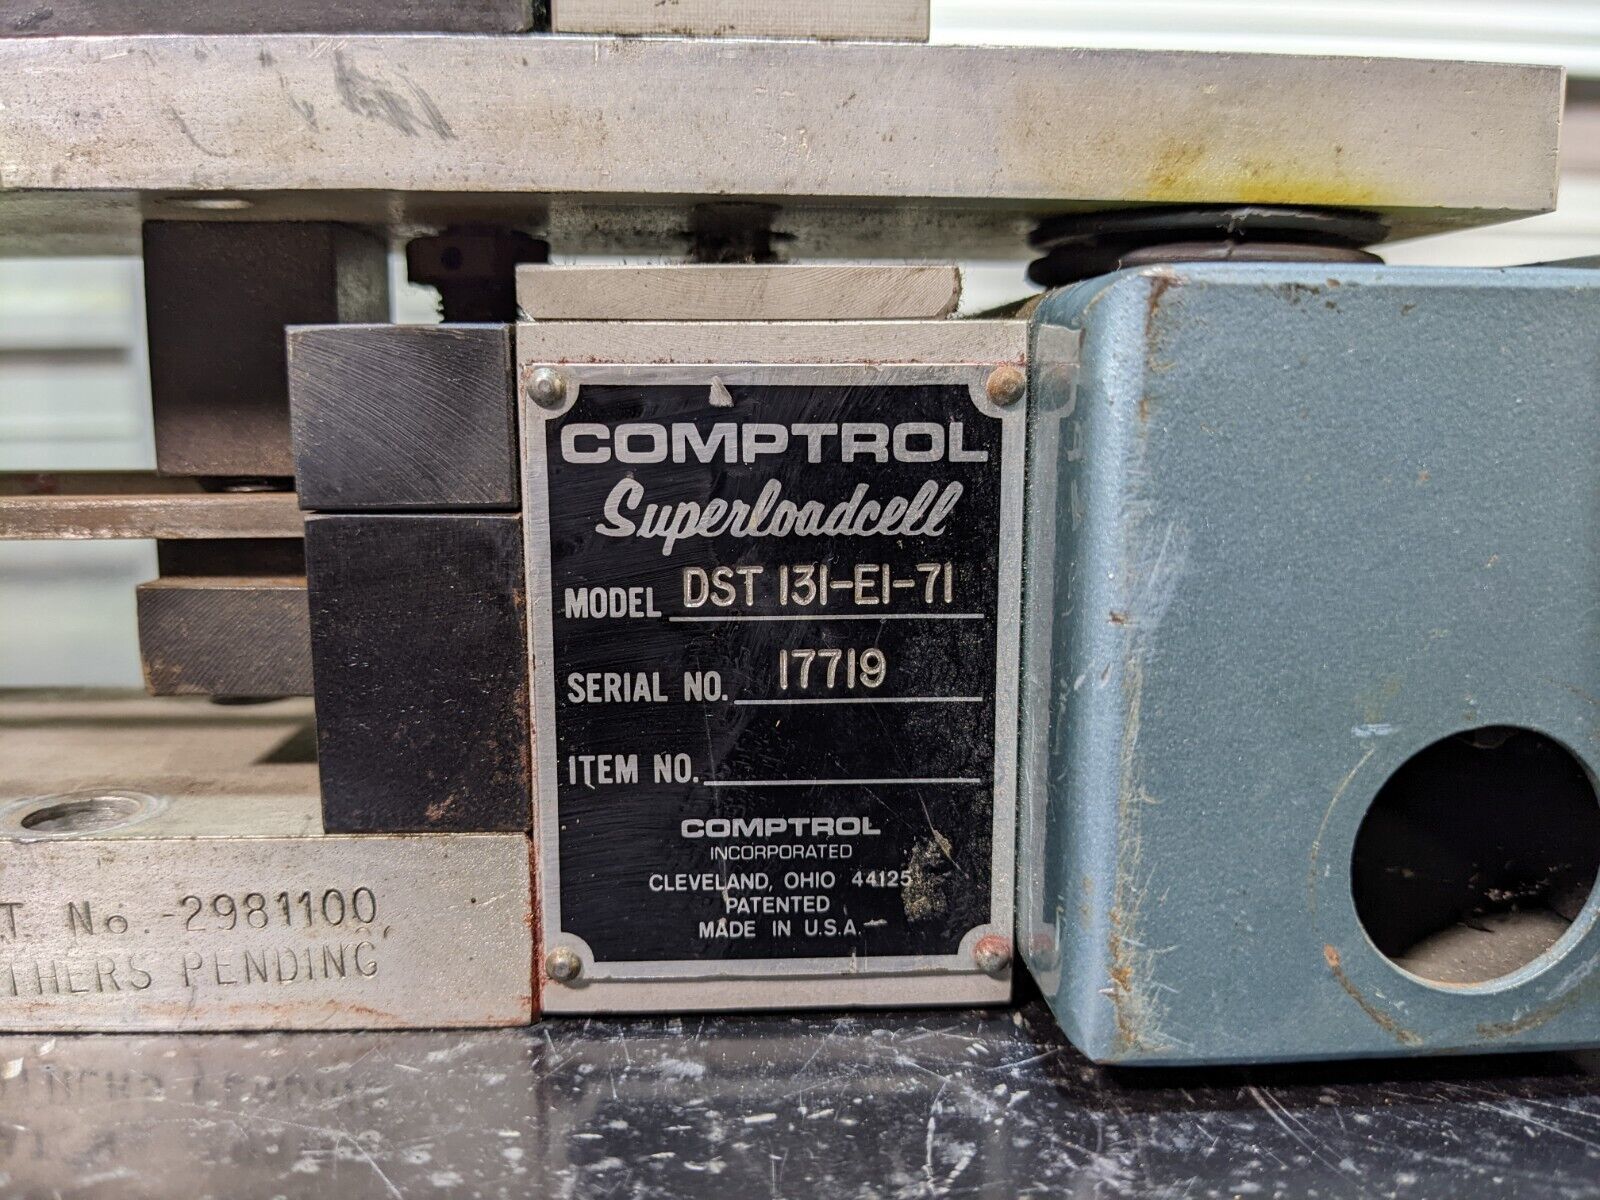 COMPTROL
Superloadcell
MODEL DST 131-E1-71
SERIAL NO. 17719
ITEM NO.
COMPTROL
INCORPORATED
CLEVELAND, OHIO 44125
PATENTED
MADE IN U.S.A.
T. No. -2981100,
THERS PENDING